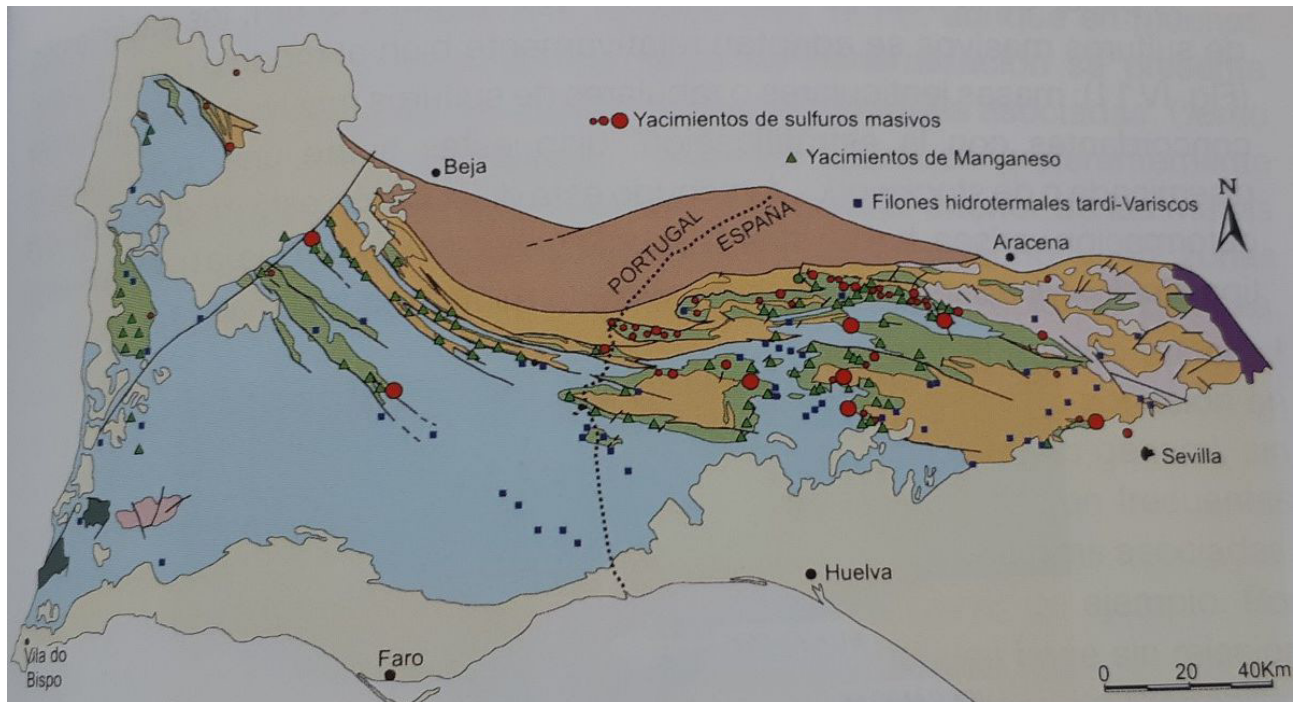 Yacimientos de sulfuros masivos
Yacimientos de Manganeso
Filones hidrotermales tardi-Variscos
N
Beja
PORTUGAL
ESPAÑA
Aracena
Sevilla
Huelva
Vila do
Bispo
Faro
0 20 40Km